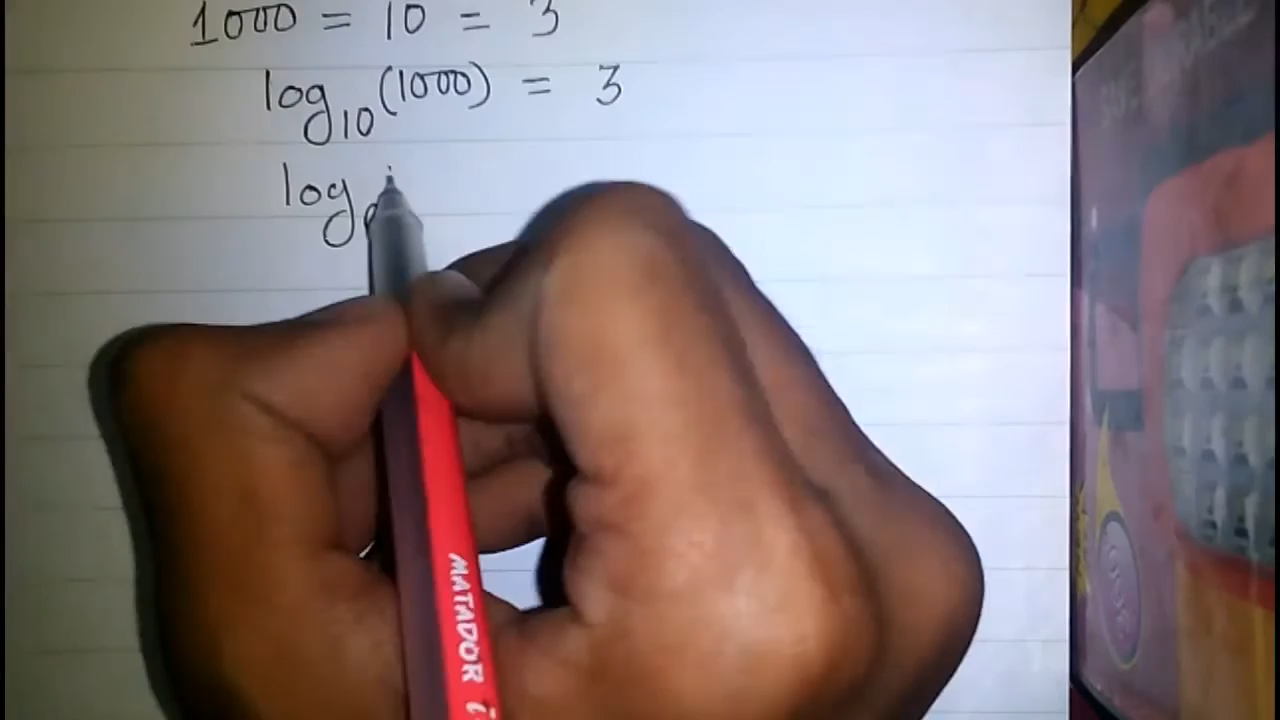 1000 = 10 = 3
log₁₀(1000) = 3
log
MATADOR i